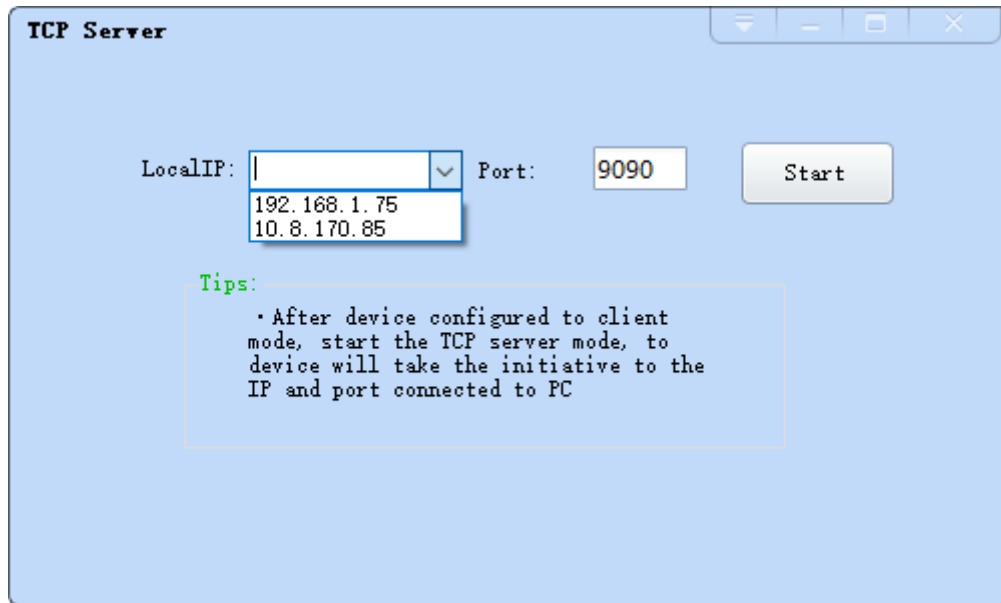 TCP Server
LocalIP:
Port:
9090
Start
192.168.1.75
10.8.170.85
Tips:
·After device configured to client
mode, start the TCP server mode, to
device will take the initiative to the
IP and port connected to PC